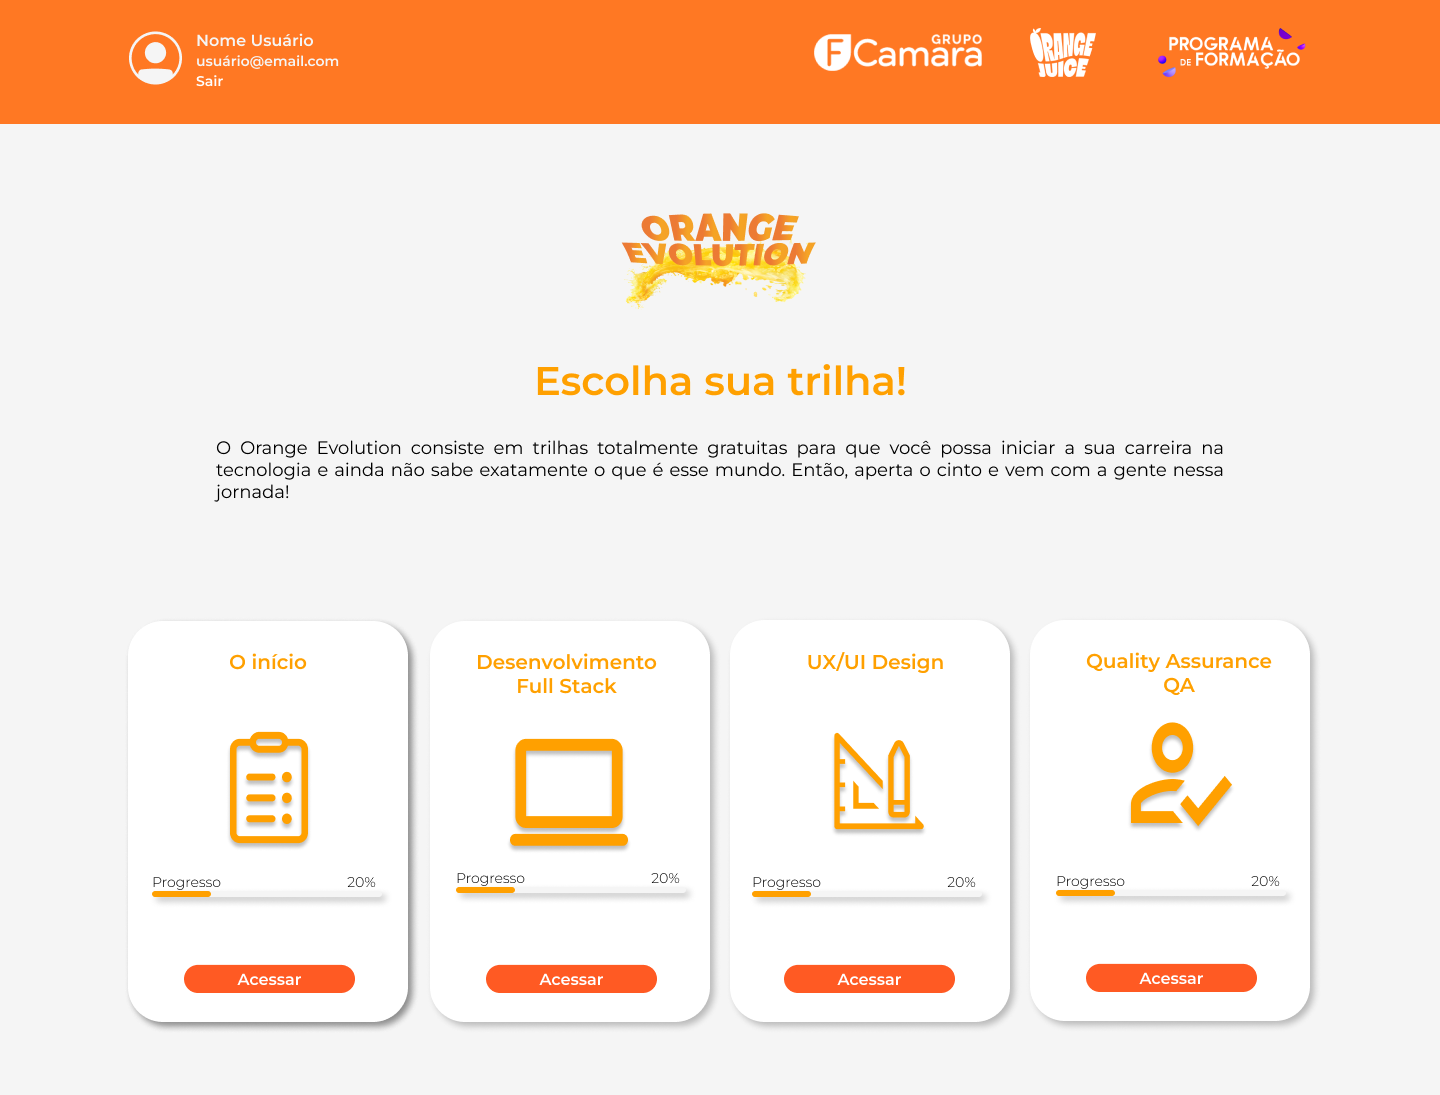 Nome Usuário
usuário@email.com
Sair
F Camara
GRUPO
ORANGE
JUICE
PROGRAMA
DE FORMAÇÃO
ORANGE
EVOLUTION
Escolha sua trilha!
O Orange Evolution consiste em trilhas totalmente gratuitas para que você possa iniciar a sua carreira na
tecnologia e ainda não sabe exatamente o que é esse mundo. Então, aperta o cinto e vem com a gente nessa
jornada!
O início
Progresso 20%
Acessar
Desenvolvimento
Full Stack
Progresso 20%
Acessar
UX/UI Design
Progresso 20%
Acessar
Quality Assurance
QA
Progresso 20%
Acessar